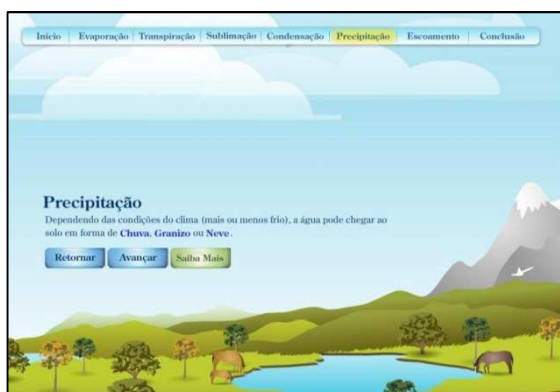 Início Evaporação Transpiração Sublimação Condensação Precipitação Escoamento Conclusão
Precipitação
Dependendo das condições do clima (mais ou menos frio), a água pode chegar ao
solo em forma de Chuva, Granizo ou Neve.
Retornar Avançar Saiba Mais